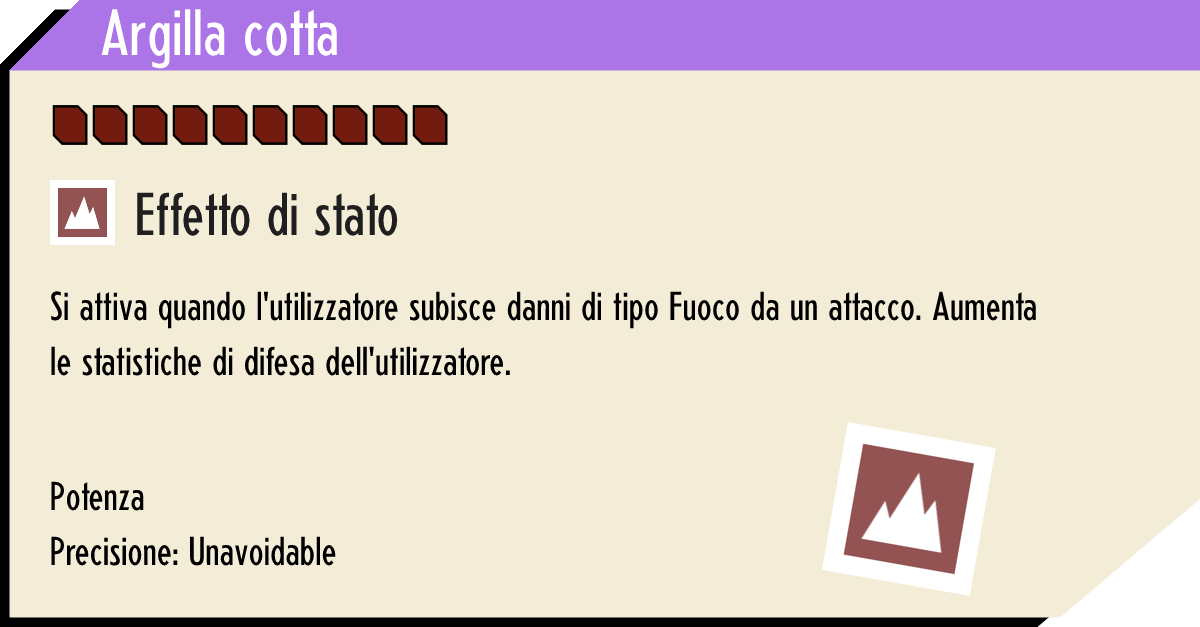 Argilla cotta
Effetto di stato
Si attiva quando l'utilizzatore subisce danni di tipo Fuoco da un attacco. Aumenta
le statistiche di difesa dell'utilizzatore.
Potenza
Precisione: Unavoidable